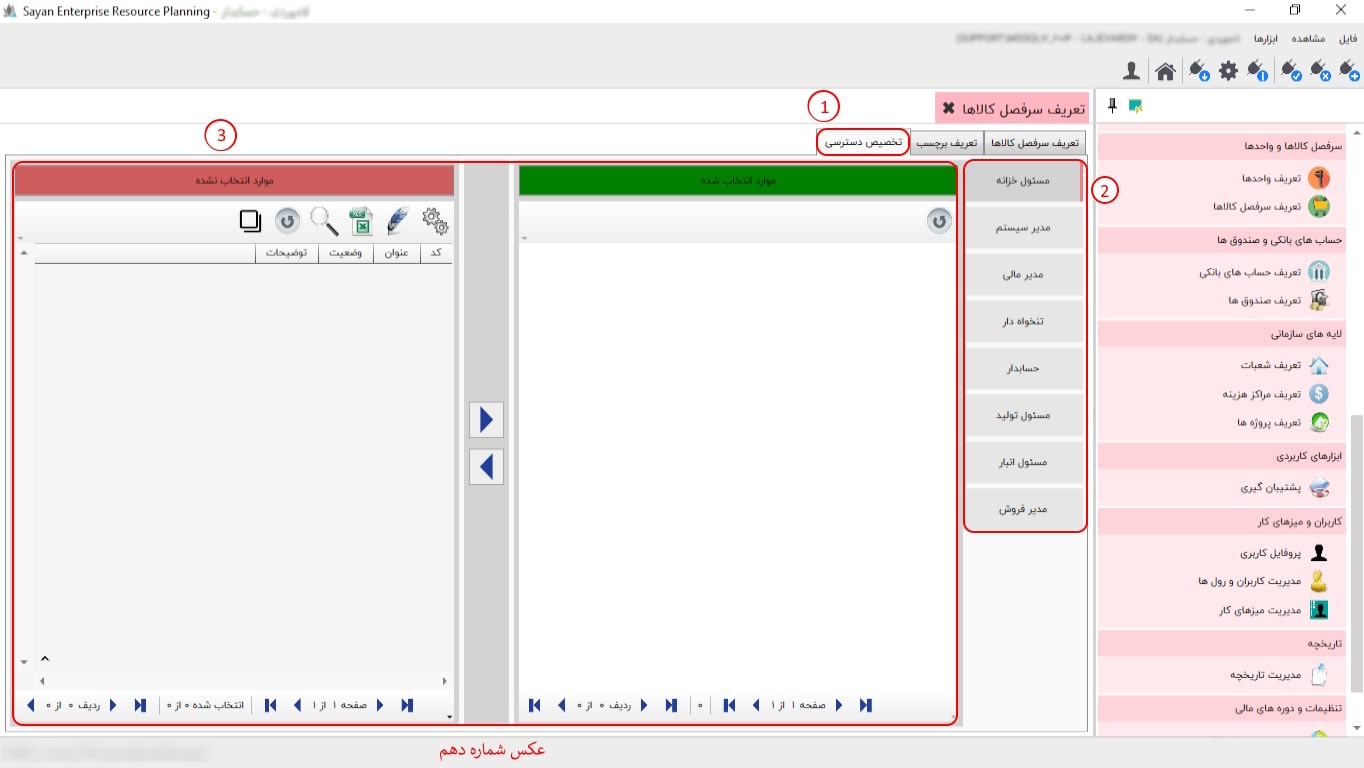 Sayan Enterprise Resource Planning -
فایل مشاهده ابزارها
تعریف سرفصل کالاها ✖
1
3
2
تعریف سرفصل کالاها
تعریف برچسب
تخصیص دسترسی
مسئول خزانه
مدیر سیستم
مدیر مالی
تنخواه دار
حسابدار
مسئول تولید
مسئول انبار
مدیر فروش
موارد انتخاب شده
صفحه ۱ از ۱
۰
ردیف ۰ از ۰
موارد انتخاب نشده
کد عنوان وضعیت توضیحات
صفحه ۱ از ۱
انتخاب شده ۰ از ۰
ردیف ۰ از ۰
سرفصل کالاها و واحدها
تعریف واحدها
تعریف سرفصل کالاها
حساب های بانکی و صندوق ها
تعریف حساب های بانکی
تعریف صندوق ها
لایه های سازمانی
تعریف شعبات
تعریف مراکز هزینه
تعریف پروژه ها
ابزارهای کاربردی
پشتیبان گیری
کاربران و میزهای کار
پروفایل کاربری
مدیریت کاربران و رول ها
مدیریت میزهای کار
تاریخچه
مدیریت تاریخچه
تنظیمات و دوره های مالی
عکس شماره دهم